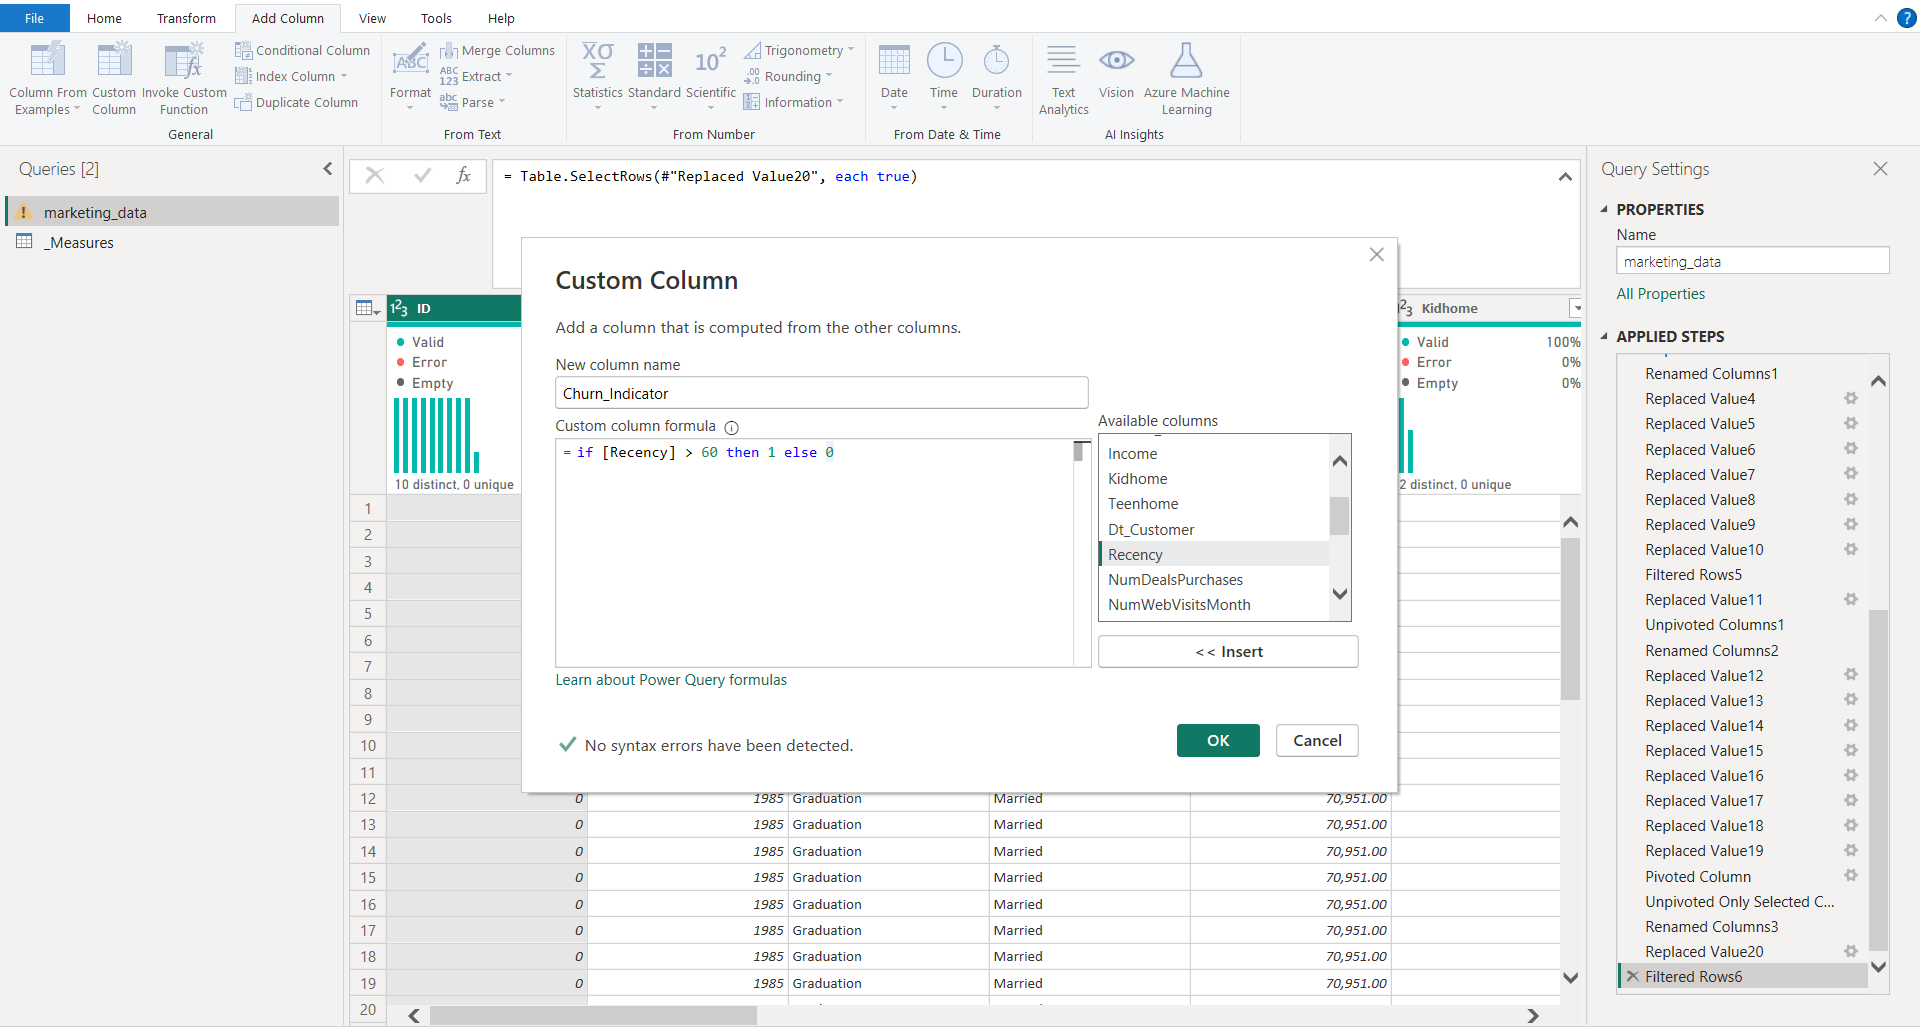 File Home Transform Add Column View Tools Help
?
Column From Examples
Custom Column
Invoke Custom Function
Conditional Column
Index Column
Duplicate Column
General
Format
Merge Columns
Extract
Parse
From Text
Statistics
Standard
Scientific
Trigonometry
Rounding
Information
From Number
Date
Time
Duration
From Date & Time
Text Analytics
Vision
Azure Machine Learning
AI Insights
Queries [2]
marketing_data
_Measures
fx
= Table.SelectRows(#"Replaced Value20", each true)
Custom Column
Add a column that is computed from the other columns.
New column name
Churn_Indicator
Custom column formula
= if [Recency] > 60 then 1 else 0
Available columns
Income
Kidhome
Teenhome
Dt_Customer
Recency
NumDealsPurchases
NumWebVisitsMonth
<< Insert
Learn about Power Query formulas
No syntax errors have been detected.
OK
Cancel
123 ID
Valid
Error
Empty
10 distinct, 0 unique
23 Kidhome
Valid 100%
Error 0%
Empty 0%
2 distinct, 0 unique
1
2
3
4
5
6
7
8
9
10
11
12 0 1985 Graduation Married 70,951.00
13 0 1985 Graduation Married 70,951.00
14 0 1985 Graduation Married 70,951.00
15 0 1985 Graduation Married 70,951.00
16 0 1985 Graduation Married 70,951.00
17 0 1985 Graduation Married 70,951.00
18 0 1985 Graduation Married 70,951.00
19 0 1985 Graduation Married 70,951.00
20
Query Settings
PROPERTIES
Name
marketing_data
All Properties
APPLIED STEPS
Renamed Columns1
Replaced Value4
Replaced Value5
Replaced Value6
Replaced Value7
Replaced Value8
Replaced Value9
Replaced Value10
Filtered Rows5
Replaced Value11
Unpivoted Columns1
Renamed Columns2
Replaced Value12
Replaced Value13
Replaced Value14
Replaced Value15
Replaced Value16
Replaced Value17
Replaced Value18
Replaced Value19
Pivoted Column
Unpivoted Only Selected C...
Renamed Columns3
Replaced Value20
Filtered Rows6